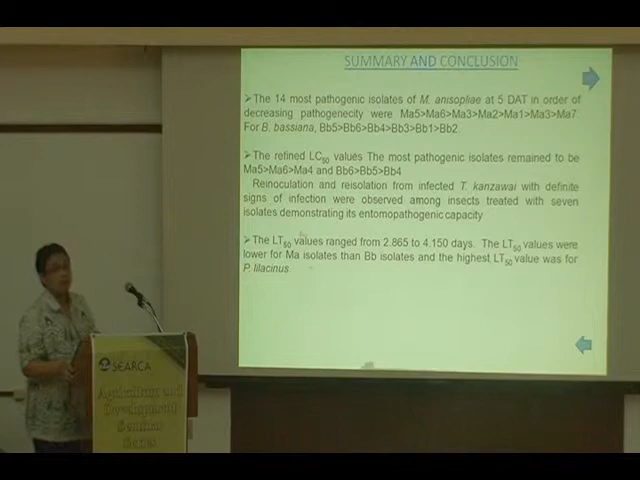 SUMMARY AND CONCLUSION
➢The 14 most pathogenic isolates of M. anisopliae at 5 DAT in order of
decreasing pathogenecity were Ma5>Ma6>Ma3>Ma2>Ma1>Ma3>Ma7.
For B. bassiana, Bb5>Bb6>Bb4>Bb3>Bb1>Bb2.
➢The refined LC50 values The most pathogenic isolates remained to be
Ma5>Ma6>Ma4 and Bb6>Bb5>Bb4
Reinoculation and reisolation from infected T. kanzawai with definite
signs of infection were observed among insects treated with seven
isolates demonstrating its entomopathogenic capacity
➢The LT50 values ranged from 2.865 to 4.150 days. The LT50 values were
lower for Ma isolates than Bb isolates and the highest LT50 value was for
P. lilacinus.
SEARCA
Agriculture and
Development
Seminar
Series